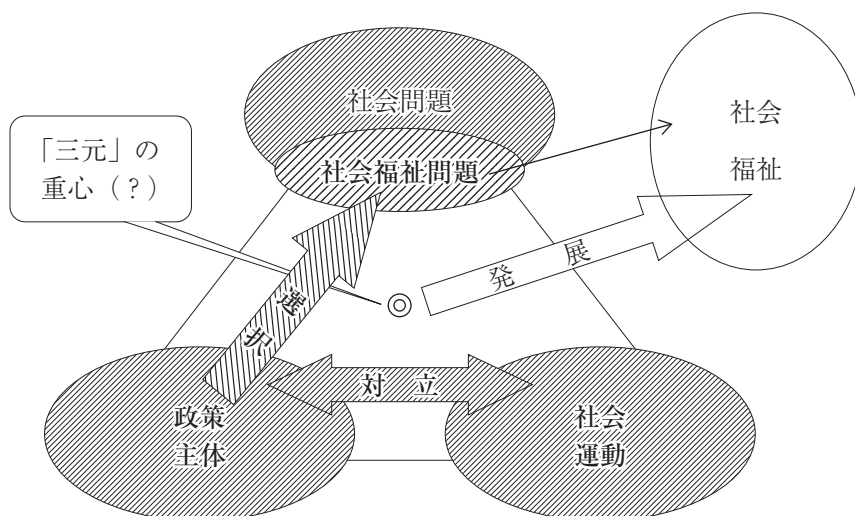 社会問題
社会福祉問題
社会
福祉
「三元」の
重心（？）
選択
発　展
対　立
政策
主体
社会
運動